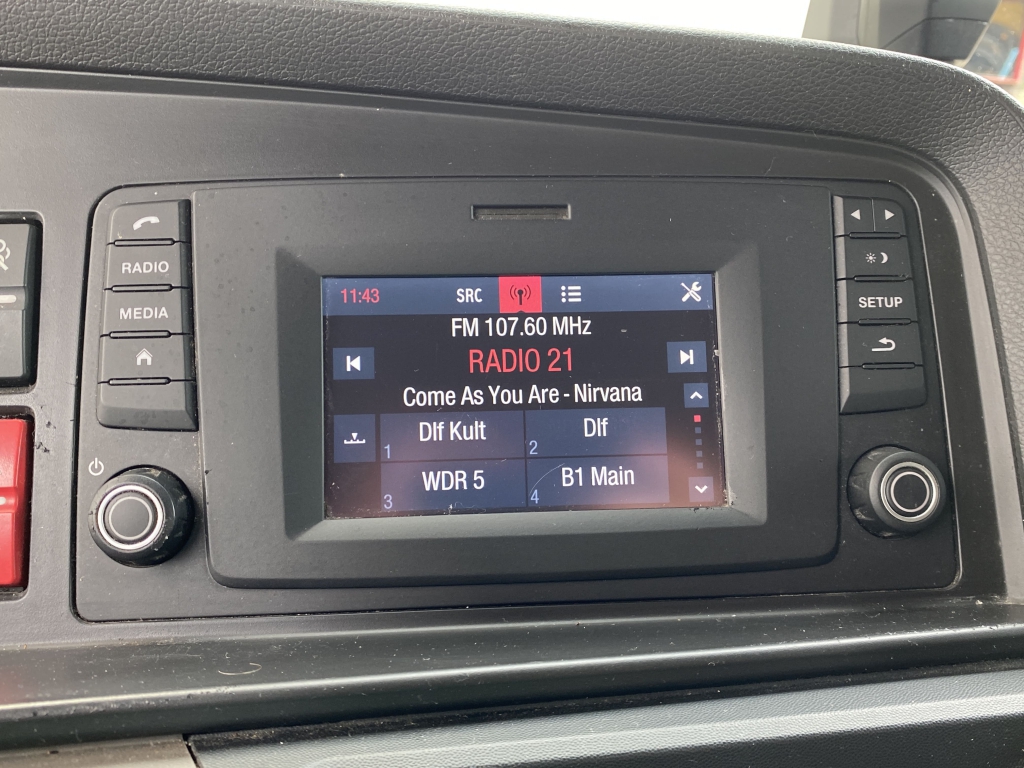 RADIO
MEDIA
SETUP
11:43 SRC
FM 107.60 MHz
RADIO 21
Come As You Are - Nirvana
1 Dlf Kult
2 Dlf
3 WDR 5
4 B1 Main